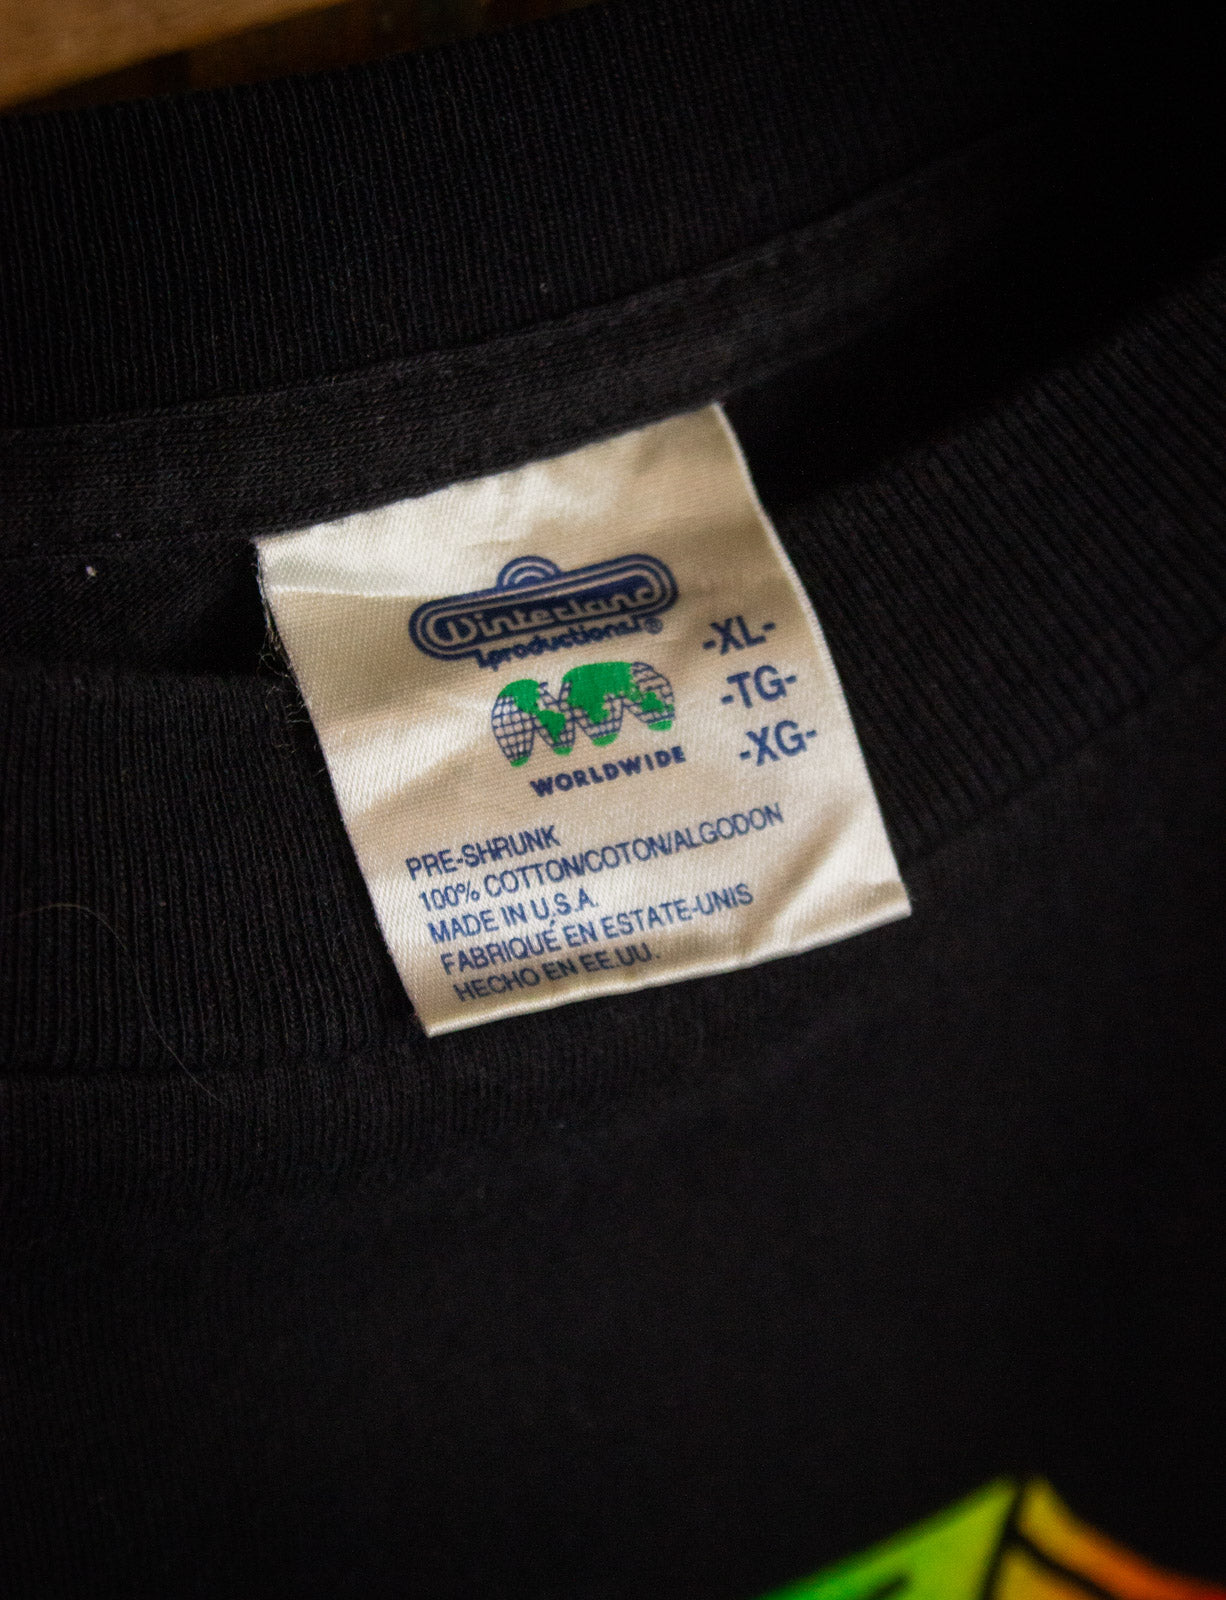 Winterland
productions®
WORLDWIDE
-XL-
-TG-
-XG-
PRE-SHRUNK
100% COTTON/COTON/ALGODON
MADE IN U.S.A.
FABRIQUÉ EN ESTATE-UNIS
HECHO EN EE.UU.